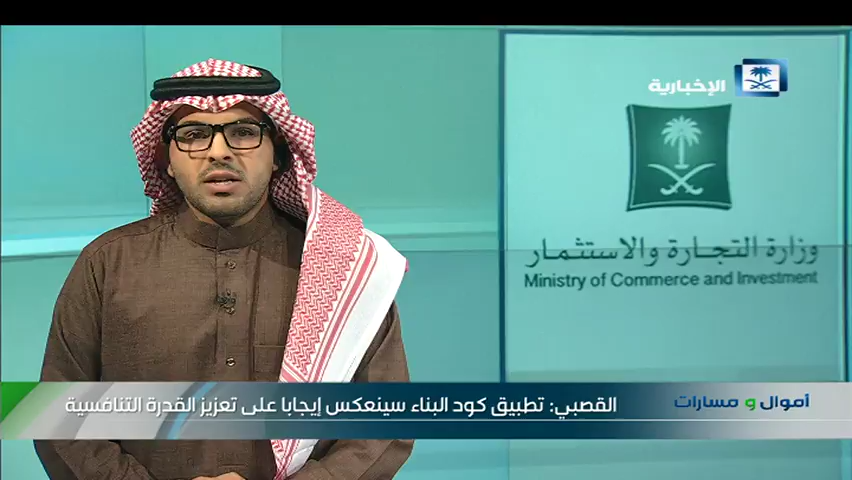 الإخبارية
وزارة التجارة والاستثمار
Ministry of Commerce and Investment
أموال و مسارات
القصبي: تطبيق كود البناء سينعكس إيجابا على تعزيز القدرة التنافسية